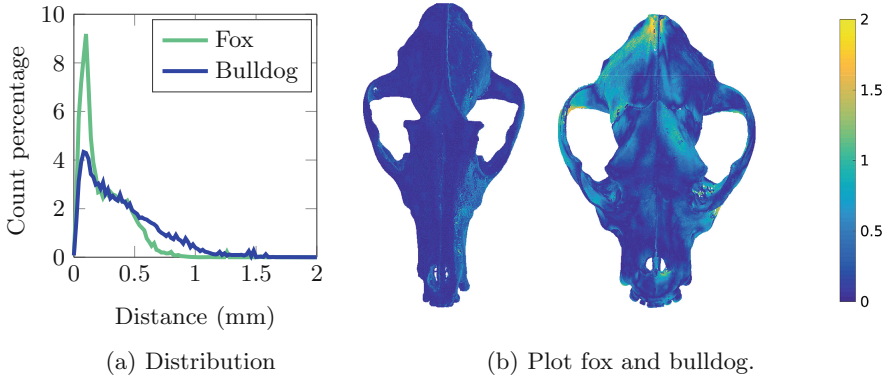 Count percentage
10
8
6
4
2
0
Fox
Bulldog
0 0.5 1 1.5 2
Distance (mm)
(a) Distribution
2
1.5
1
0.5
0
(b) Plot fox and bulldog.